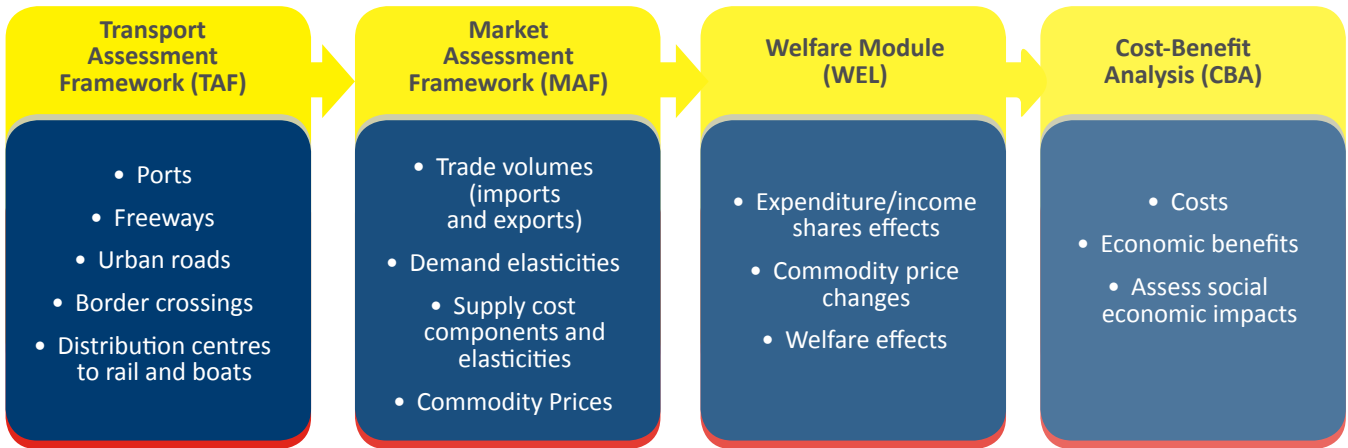 Transport
Assessment
Framework (TAF)
• Ports
• Freeways
• Urban roads
• Border crossings
• Distribution centres
to rail and boats
Market
Assessment
Framework (MAF)
• Trade volumes
(imports
and exports)
• Demand elasticities
• Supply cost
components and
elasticities
• Commodity Prices
Welfare Module
(WEL)
• Expenditure/income
shares effects
• Commodity price
changes
• Welfare effects
Cost-Benefit
Analysis (CBA)
• Costs
• Economic benefits
• Assess social
economic impacts